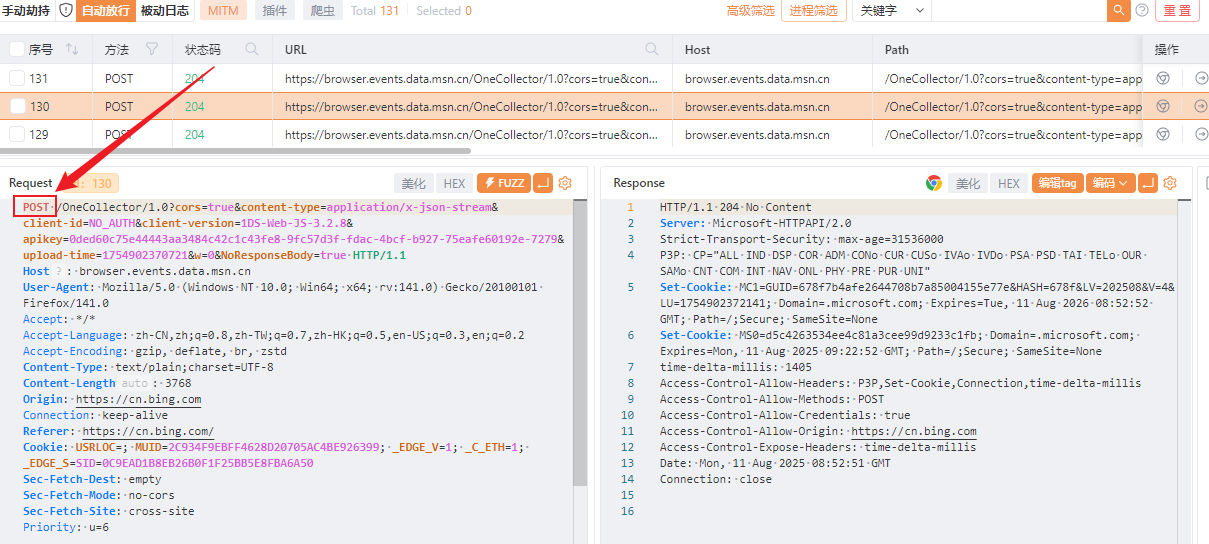 手动劫持 自动放行 被动日志 MITM 插件 爬虫 Total 131 Selected 0 高级筛选 进程筛选 关键字 重 置
序号 方法 状态码 URL Host Path 操作
131 POST 204 https://browser.events.data.msn.cn/OneCollector/1.0?cors=true&con... browser.events.data.msn.cn /OneCollector/1.0?cors=true&content-type=app
130 POST 204 https://browser.events.data.msn.cn/OneCollector/1.0?cors=true&con... browser.events.data.msn.cn /OneCollector/1.0?cors=true&content-type=app
129 POST 204 https://browser.events.data.msn.cn/OneCollector/1.0?cors=true&con... browser.events.data.msn.cn /OneCollector/1.0?cors=true&content-type=app
Request : 130 美化 HEX FUZZ
POST /OneCollector/1.0?cors=true&content-type=application/x-json-stream&
client-id=NO_AUTH&client-version=1DS-Web-JS-3.2.8&
apikey=0ded60c75e44443aa3484c42c1c43fe8-9fc57d3f-fdac-4bcf-b927-75eafe60192e-7279&
upload-time=1754902370721&w=0&NoResponseBody=true HTTP/1.1
Host ? : browser.events.data.msn.cn
User-Agent: Mozilla/5.0 (Windows NT 10.0; Win64; x64; rv:141.0) Gecko/20100101
Firefox/141.0
Accept: */*
Accept-Language: zh-CN,zh;q=0.8,zh-TW;q=0.7,zh-HK;q=0.5,en-US;q=0.3,en;q=0.2
Accept-Encoding: gzip, deflate, br, zstd
Content-Type: text/plain;charset=UTF-8
Content-Length auto : 3768
Origin: https://cn.bing.com
Connection: keep-alive
Referer: https://cn.bing.com/
Cookie: USRLOC=; MUID=2C934F9EBFF4628D20705AC4BE926399; _EDGE_V=1; _C_ETH=1;
_EDGE_S=SID=0C9EAD1B8EB26B0F1F25BB5E8FBA6A50
Sec-Fetch-Dest: empty
Sec-Fetch-Mode: no-cors
Sec-Fetch-Site: cross-site
Priority: u=6
Response 美化 HEX 编辑tag 编码
1 HTTP/1.1 204 No Content
2 Server: Microsoft-HTTPAPI/2.0
3 Strict-Transport-Security: max-age=31536000
4 P3P: CP="ALL IND DSP COR ADM CONo CUR CUSo IVAo IVDo PSA PSD TAI TELo OUR
SAMo CNT COM INT NAV ONL PHY PRE PUR UNI"
5 Set-Cookie: MC1=GUID=678f7b4afe2644708b7a85004155e77e&HASH=678f&LV=202508&V=4&
LU=1754902372141; Domain=.microsoft.com; Expires=Tue, 11 Aug 2026 08:52:52
GMT; Path=/;Secure; SameSite=None
6 Set-Cookie: MS0=d5c4263534ee4c81a3cee99d9233c1fb; Domain=.microsoft.com;
Expires=Mon, 11 Aug 2025 09:22:52 GMT; Path=/;Secure; SameSite=None
7 time-delta-millis: 1405
8 Access-Control-Allow-Headers: P3P,Set-Cookie,Connection,time-delta-millis
9 Access-Control-Allow-Methods: POST
10 Access-Control-Allow-Credentials: true
11 Access-Control-Allow-Origin: https://cn.bing.com
12 Access-Control-Expose-Headers: time-delta-millis
13 Date: Mon, 11 Aug 2025 08:52:51 GMT
14 Connection: close
15
16